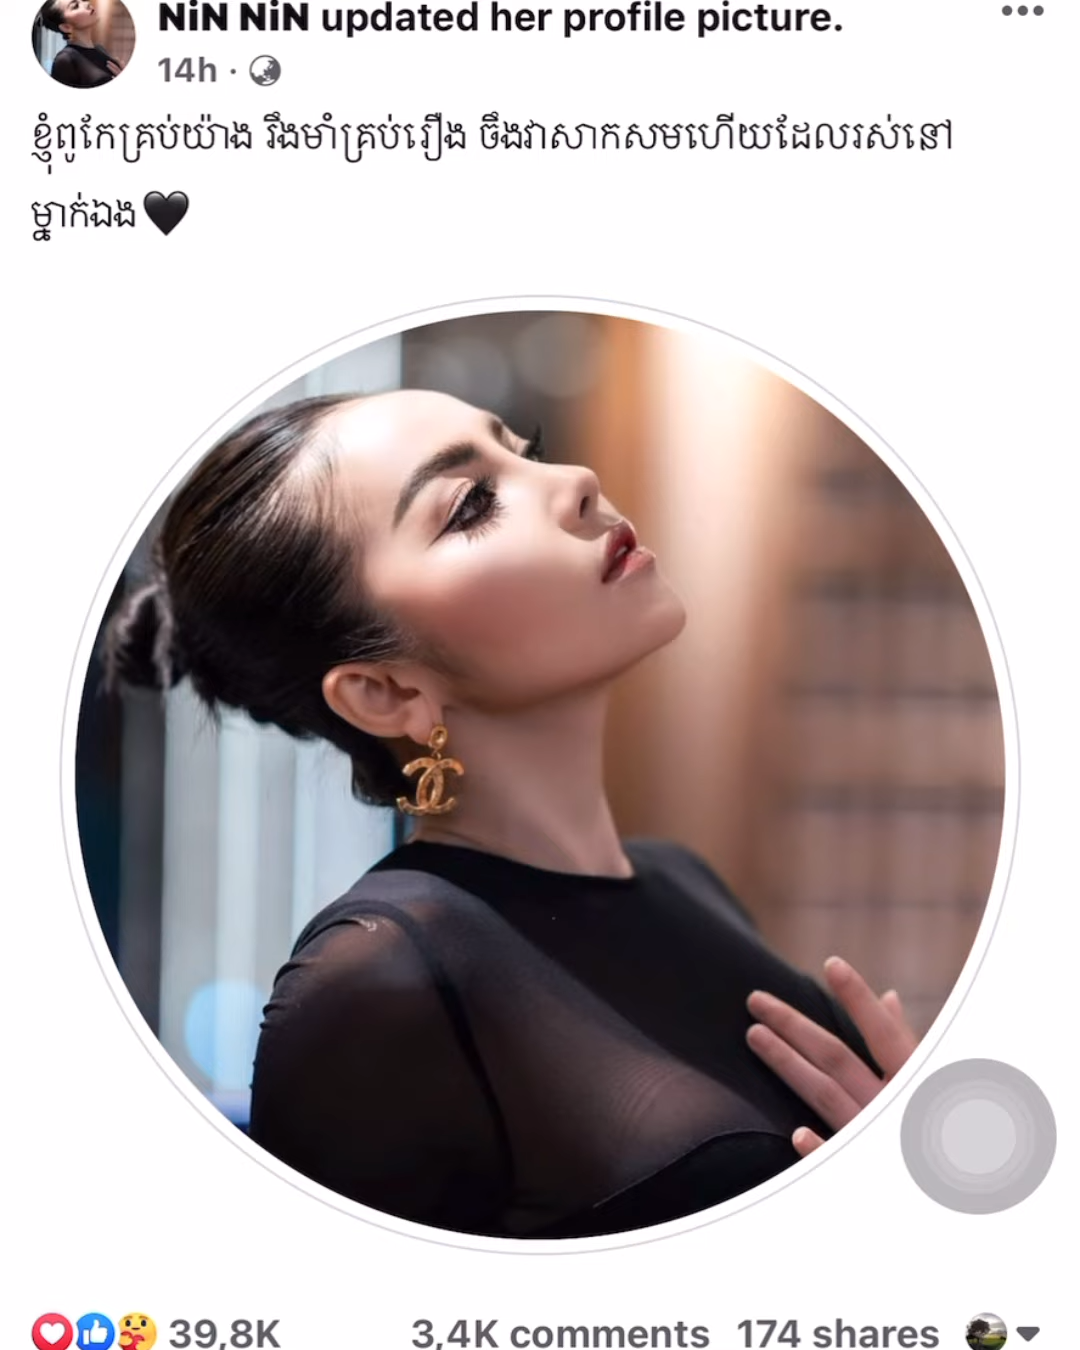 NiN NiN updated her profile picture.
14h ·
ខ្ញុំពូកែគ្រប់យ៉ាង រឹងមាំគ្រប់រឿង ចឹងវាសាកសមហើយដែលរស់នៅ
ម្នាក់ឯង🖤
39,8K 3,4K comments 174 shares